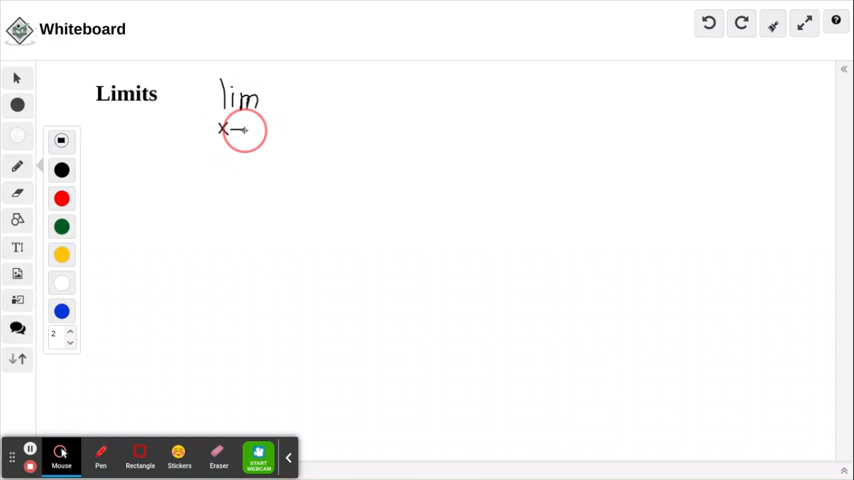 Whiteboard
Limits lim
x–
T!
2
Mouse Pen Rectangle Stickers Eraser START
WEBCAM